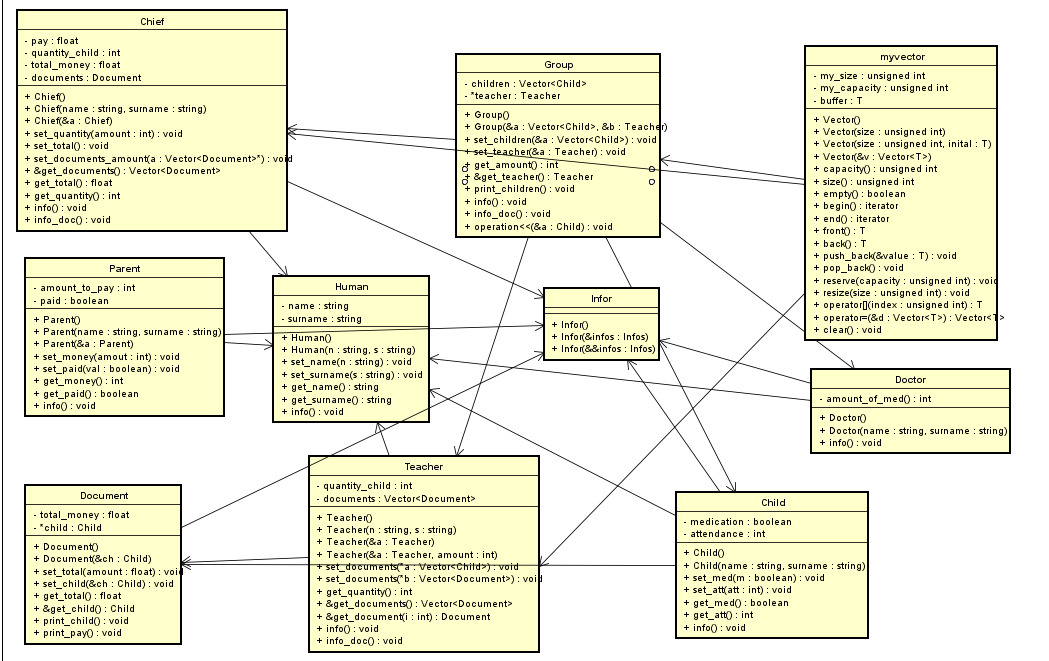 Chief
- pay : float
- quantity_child : int
- total_money : float
- documents : Document
+ Chief()
+ Chief(name : string, surname : string)
+ Chief(&a : Chief)
+ set_quantity(amount : int) : void
+ set_total() : void
+ set_documents_amount(a : Vector<Document>*) : void
+ &get_documents() : Vector<Document>
+ get_total() : float
+ get_quantity() : int
+ info() : void
+ info_doc() : void
Group
- children : Vector<Child>
- *teacher : Teacher
+ Group()
+ Group(&a : Vector<Child>, &b : Teacher)
+ set_children(&a : Vector<Child>) : void
+ set_teacher(&a : Teacher) : void
+ get_amount() : int
+ &get_teacher() : Teacher
+ print_children() : void
+ info() : void
+ info_doc() : void
+ operation<<(&a : Child) : void
myvector
- my_size : unsigned int
- my_capacity : unsigned int
- buffer : T
+ Vector()
+ Vector(size : unsigned int)
+ Vector(size : unsigned int, inital : T)
+ Vector(&v : Vector<T>)
+ capacity() : unsigned int
+ size() : unsigned int
+ empty() : boolean
+ begin() : iterator
+ end() : iterator
+ front() : T
+ back() : T
+ push_back(&value : T) : void
+ pop_back() : void
+ reserve(capacity : unsigned int) : void
+ resize(size : unsigned int) : void
+ operator[](index : unsigned int) : T
+ operator=(&d : Vector<T>) : Vector<T>
+ clear() : void
Parent
- amount_to_pay : int
- paid : boolean
+ Parent()
+ Parent(name : string, surname : string)
+ Parent(&a : Parent)
+ set_money(amout : int) : void
+ set_paid(val : boolean) : void
+ get_money() : int
+ get_paid() : boolean
+ info() : void
Human
- name : string
- surname : string
+ Human()
+ Human(n : string, s : string)
+ set_name(n : string) : void
+ set_surname(s : string) : void
+ get_name() : string
+ get_surname() : string
+ info() : void
Infor
+ Infor()
+ Infor(&infos : Infos)
+ Infor(&&infos : Infos)
Doctor
- amount_of_med() : int
+ Doctor()
+ Doctor(name : string, surname : string)
+ info() : void
Document
- total_money : float
- *child : Child
+ Document()
+ Document(&ch : Child)
+ set_total(amount : float) : void
+ set_child(&ch : Child) : void
+ get_total() : float
+ &get_child() : Child
+ print_child() : void
+ print_pay() : void
Teacher
- quantity_child : int
- documents : Vector<Document>
+ Teacher()
+ Teacher(n : string, s : string)
+ Teacher(&a : Teacher)
+ Teacher(&a : Teacher, amount : int)
+ set_documents(*a : Vector<Child>) : void
+ set_documents(*b : Vector<Document>) : void
+ get_quantity() : int
+ &get_documents() : Vector<Document>
+ &get_document(i : int) : Document
+ info() : void
+ info_doc() : void
Child
- medication : boolean
- attendance : int
+ Child()
+ Child(name : string, surname : string)
+ set_med(m : boolean) : void
+ set_att(att : int) : void
+ get_med() : boolean
+ get_att() : int
+ info() : void